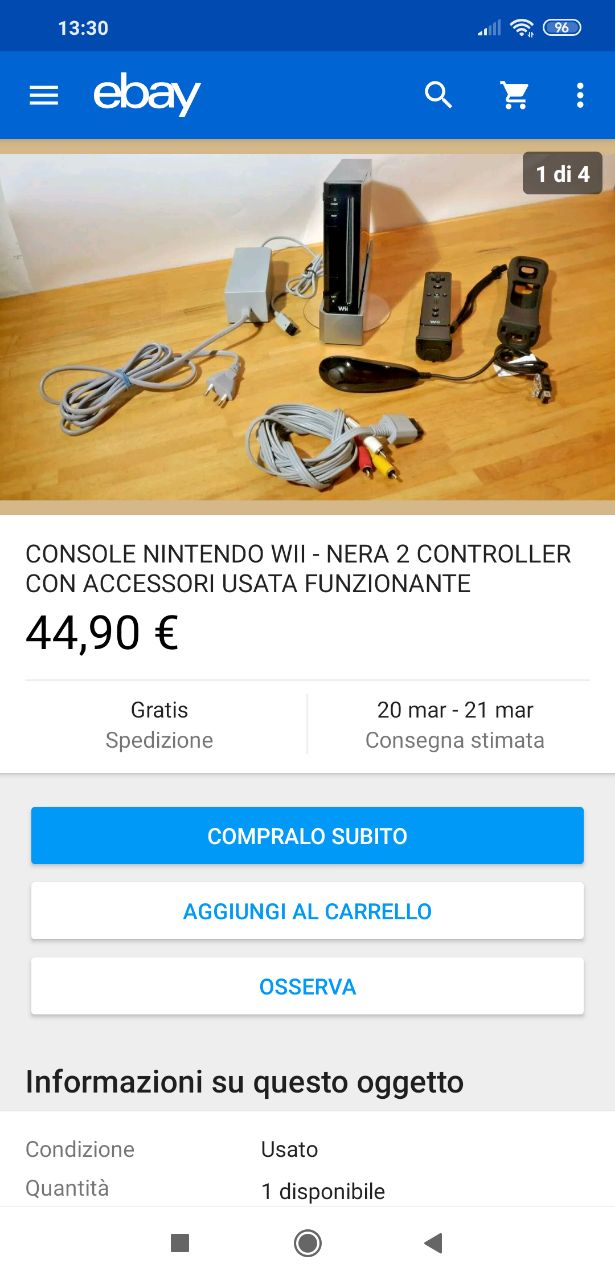 13:30
96
ebay
1 di 4
Wii
Wii
CONSOLE NINTENDO WII - NERA 2 CONTROLLER
CON ACCESSORI USATA FUNZIONANTE
44,90 €
Gratis
Spedizione
20 mar - 21 mar
Consegna stimata
COMPRALO SUBITO
AGGIUNGI AL CARRELLO
OSSERVA
Informazioni su questo oggetto
Condizione
Usato
Quantità
1 disponibile